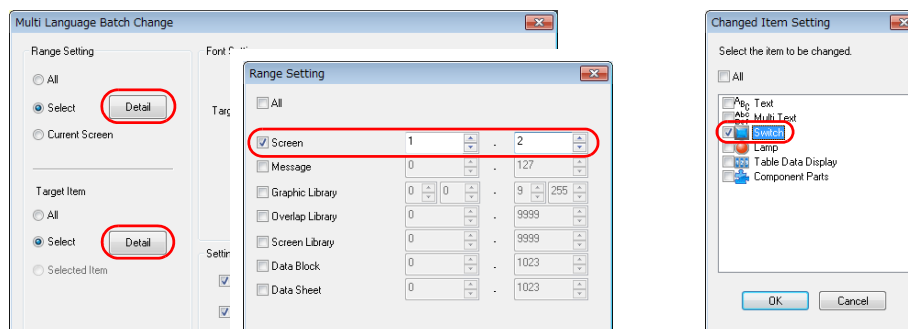 Multi Language Batch Change
Range Setting
All
Select
Detail
Current Screen
Target Item
All
Select
Detail
Selected Item
Range Setting
All
Screen 1 . 2
Message 0 . 127
Graphic Library 0 0 . 9 255
Overlap Library 0 . 9999
Screen Library 0 . 9999
Data Block 0 . 1023
Data Sheet 0 . 1023
Changed Item Setting
Select the item to be changed.
All
Text
Multi Text
Switch
Lamp
Table Data Display
Component Parts
OK Cancel